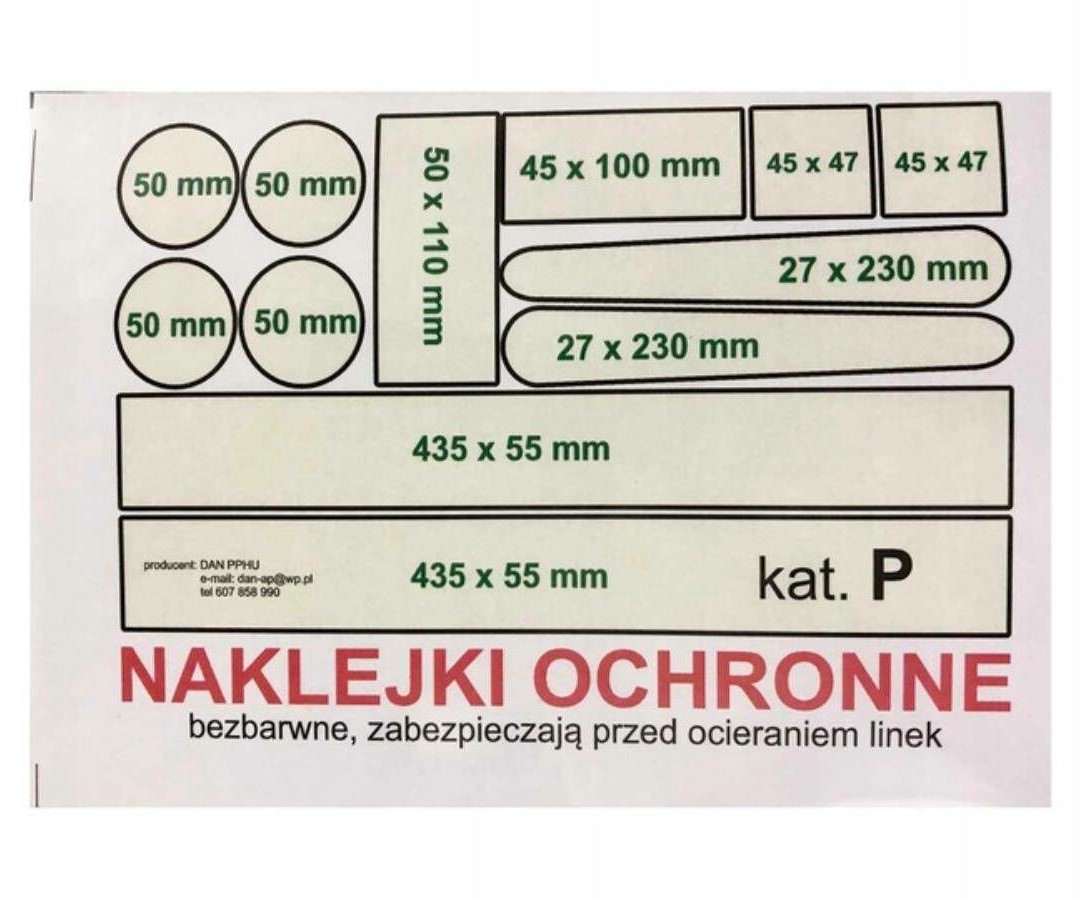 50 mm
50 mm
50 x 110 mm
45 x 100 mm
45 x 47
45 x 47
27 x 230 mm
50 mm
50 mm
27 x 230 mm
435 x 55 mm
producent: DAN PPHU
e-mail: dan-ap@wp.pl
tel 607 858 990
435 x 55 mm
kat. P
NAKLEJKI OCHRONNE
bezbarwne, zabezpieczają przed ocieraniem linek